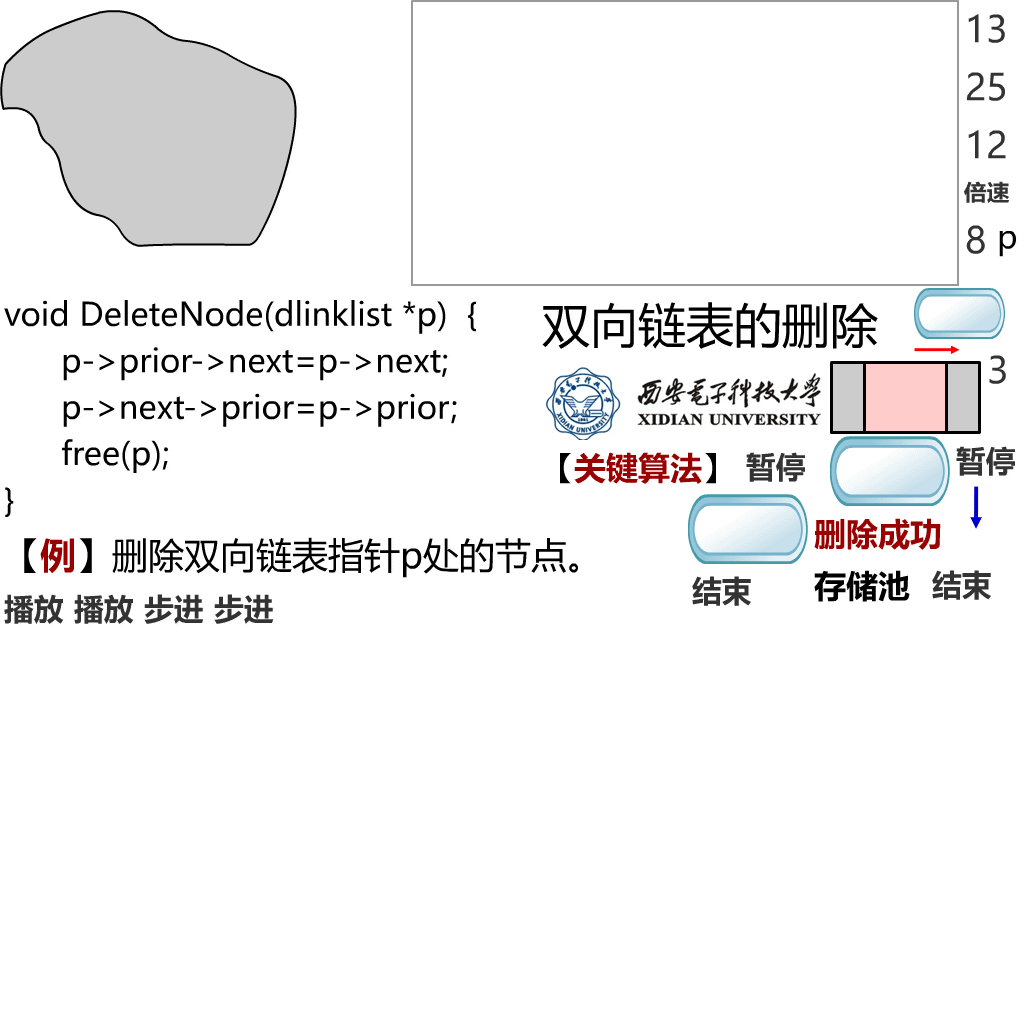 13
25
12
倍速
8 p
void DeleteNode(dlinklist *p) {
p->prior->next=p->next;
p->next->prior=p->prior;
free(p);
}
双向链表的删除
3
西安电子科技大学
XIDIAN UNIVERSITY
【关键算法】 暂停
暂停
删除成功
【例】删除双向链表指针p处的节点。
结束
存储池 结束
播放 播放 步进 步进